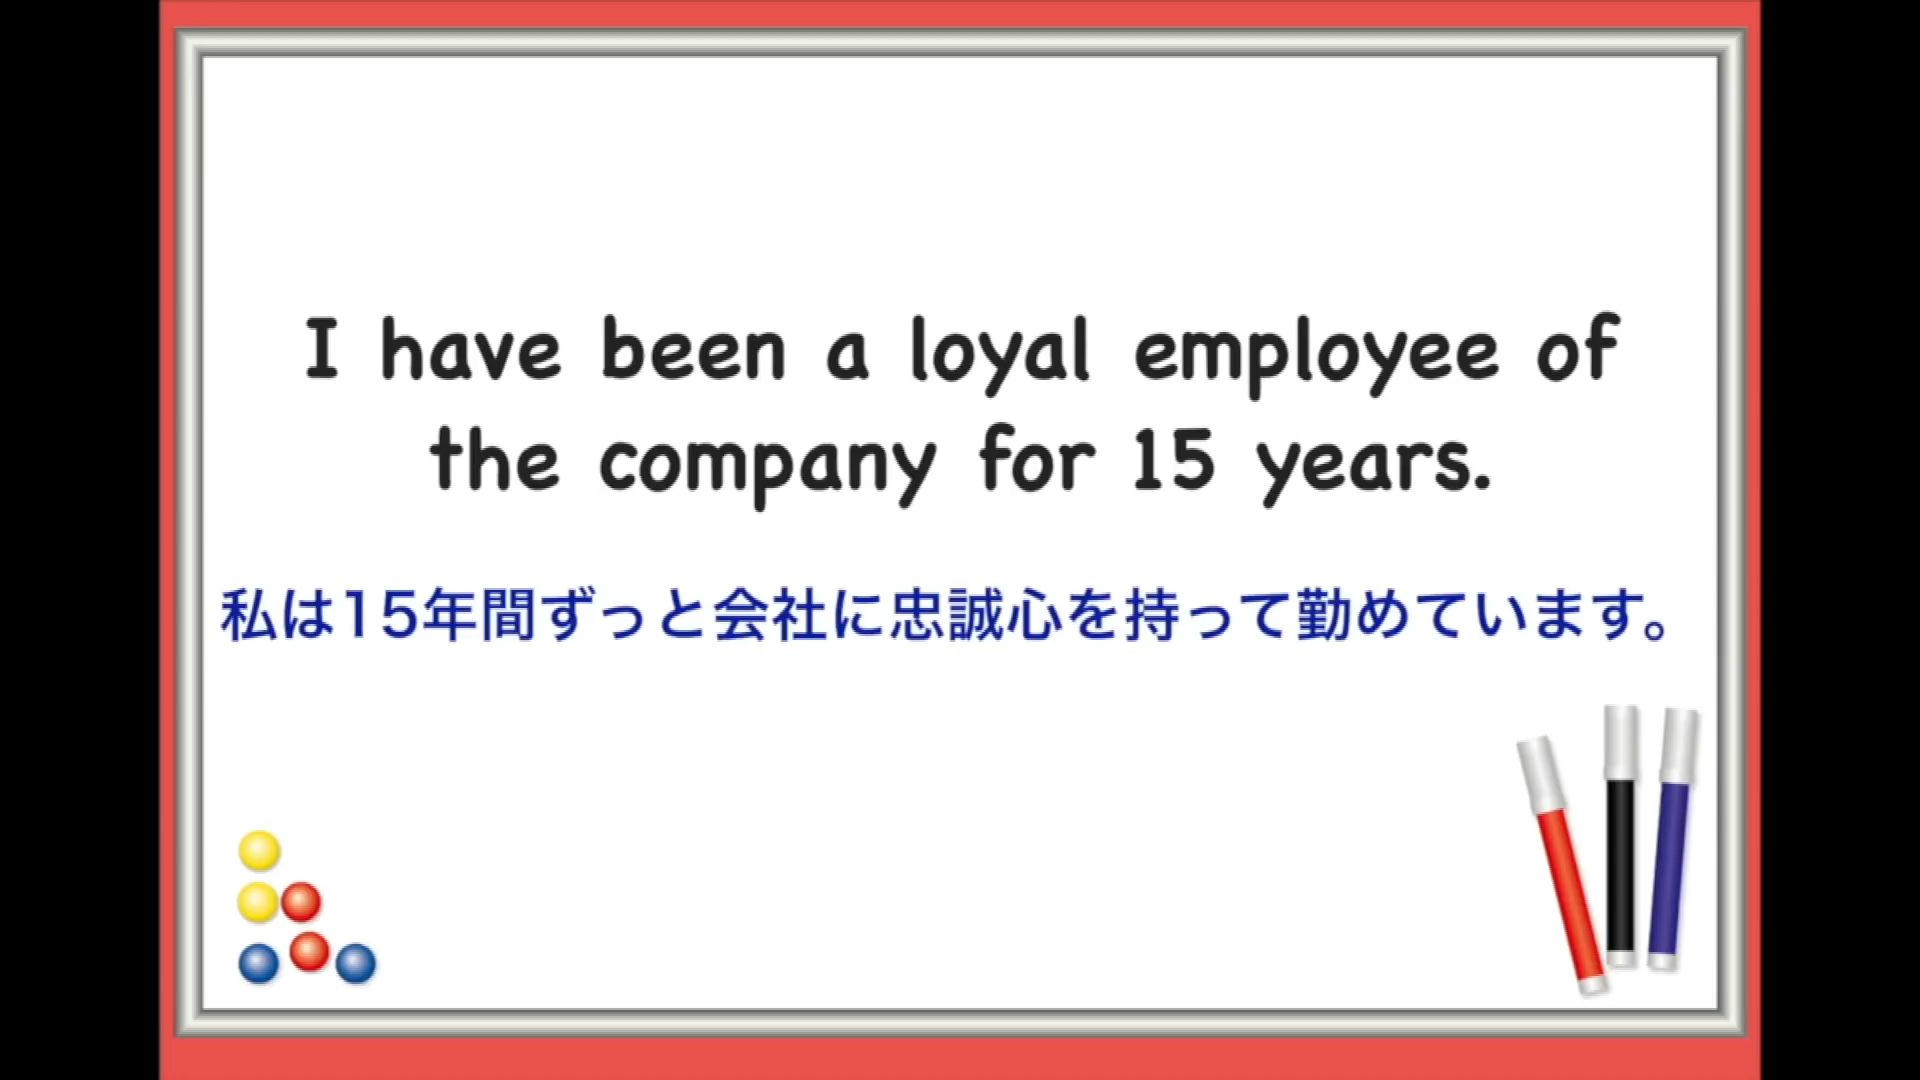 I have been a loyal employee of
the company for 15 years.
私は15年間ずっと会社に忠誠心を持って勤めています。